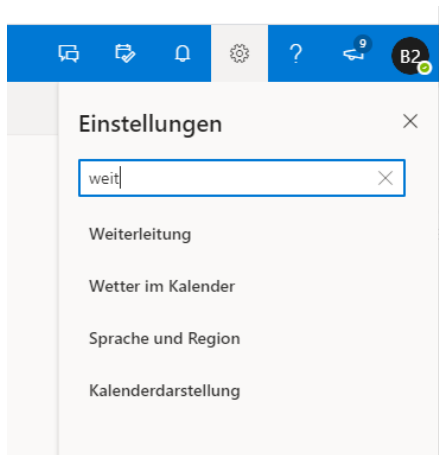 9
B2
Einstellungen
weit
Weiterleitung
Wetter im Kalender
Sprache und Region
Kalenderdarstellung